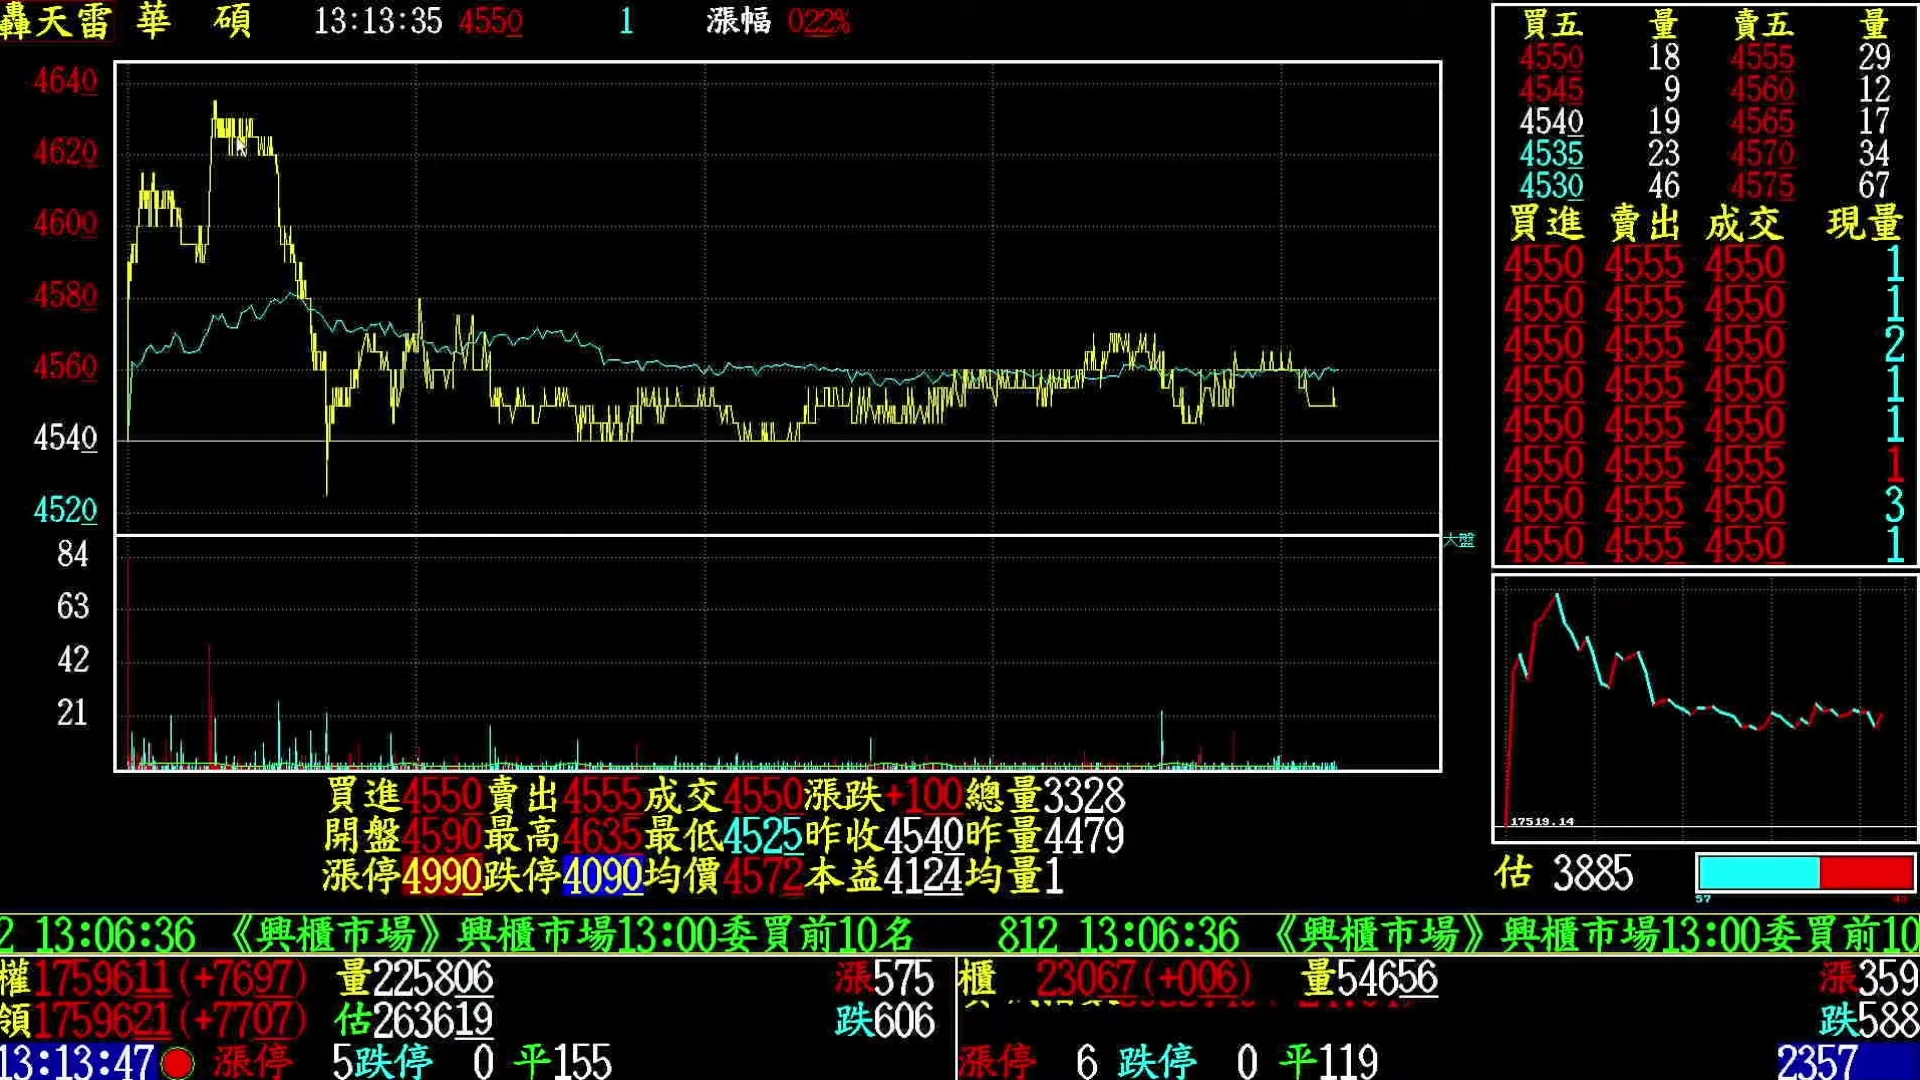 轟天雷 華 碩 13:13:35 4550 1 漲幅 022%
4640
4620
4600
4580
4560
4540
4520
84
63
42
21
大盤
買五 量 賣五 量
4550 18 4555 29
4545 9 4560 12
4540 19 4565 17
4535 23 4570 34
4530 46 4575 67
買進 賣出 成交 現量
4550 4555 4550 1
4550 4555 4550 1
4550 4555 4550 2
4550 4555 4550 1
4550 4555 4550 1
4550 4555 4555 1
4550 4555 4550 3
4550 4555 4550 1
17519.14
估 3885
57
買進4550賣出4555成交4550漲跌+100總量3328
開盤4590最高4635最低4525昨收4540昨量4479
漲停4990跌停4090均價4572本益4124均量1
2 13:06:36 《興櫃市場》興櫃市場13:00委買前10名 812 13:06:36 《興櫃市場》興櫃市場13:00委買前10
權1759611(+7697) 量225806 漲575 櫃 23067(+006) 量54656 漲359
領1759621(+7707) 估263619 跌606 跌588
13:13:47 漲停 5跌停 0 平155 漲停 6 跌停 0 平119 2357